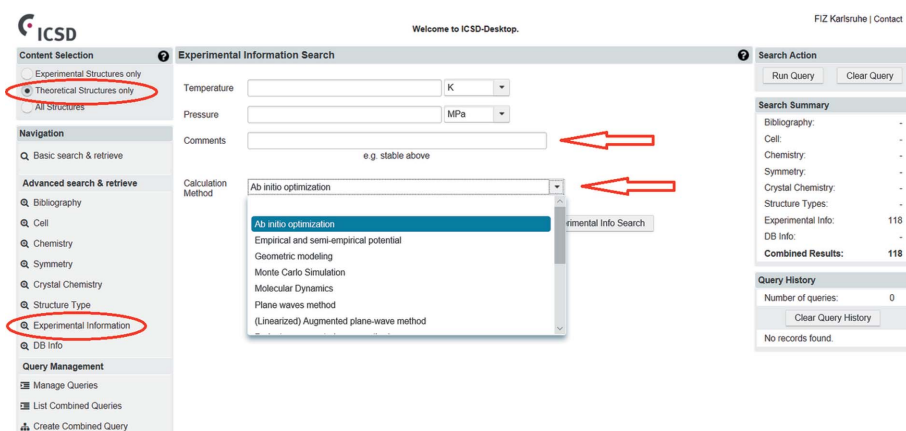 FIZ Karlsruhe | Contact
ICSD
Welcome to ICSD-Desktop.
Content Selection
Experimental Structures only
Theoretical Structures only
All Structures
Navigation
Basic search & retrieve
Advanced search & retrieve
Bibliography
Cell
Chemistry
Symmetry
Crystal Chemistry
Structure Type
Experimental Information
DB Info
Query Management
Manage Queries
List Combined Queries
Create Combined Query
Experimental Information Search
Temperature K
Pressure MPa
Comments
e.g. stable above
Calculation
Method
Ab initio optimization
Ab initio optimization
Empirical and semi-empirical potential
Geometric modeling
Monte Carlo Simulation
Molecular Dynamics
Plane waves method
(Linearized) Augmented plane-wave method
Info Search
Search Action
Run Query Clear Query
Search Summary
Bibliography: -
Cell: -
Chemistry: -
Symmetry: -
Crystal Chemistry: -
Structure Types: -
Experimental Info: 118
DB Info: -
Combined Results: 118
Query History
Number of queries: 0
Clear Query History
No records found.